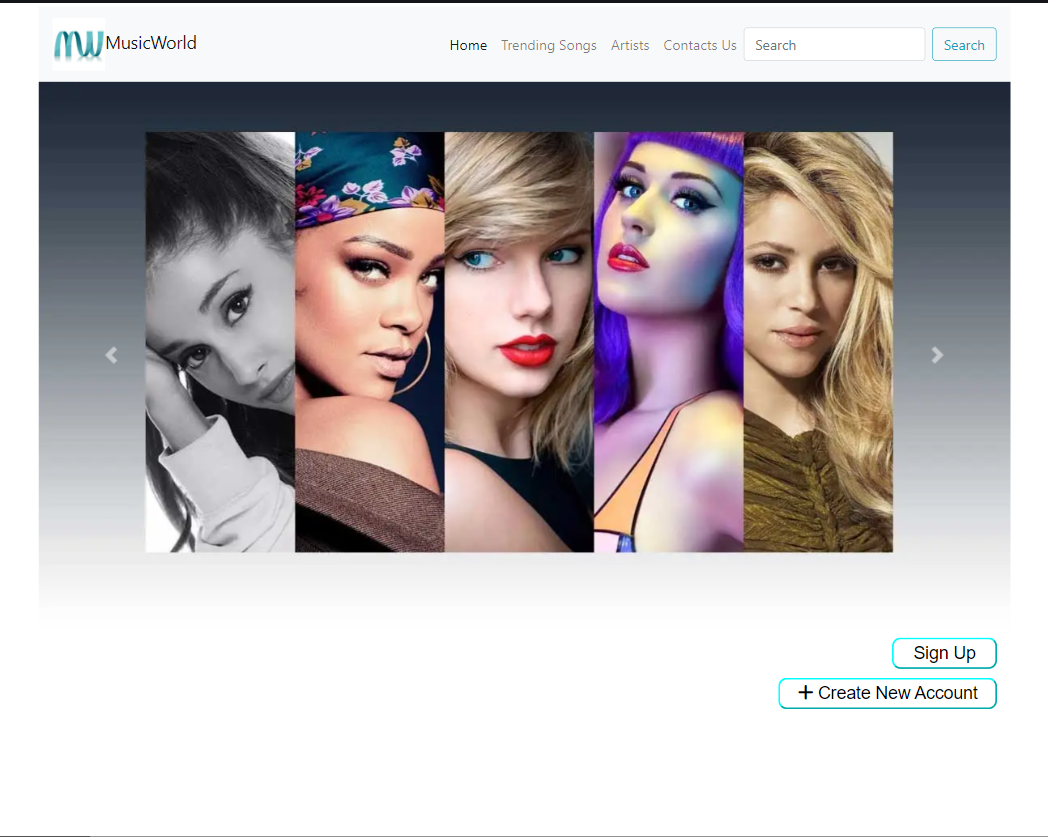 MW MusicWorld Home Trending Songs Artists Contacts Us Search Search
Sign Up
+ Create New Account